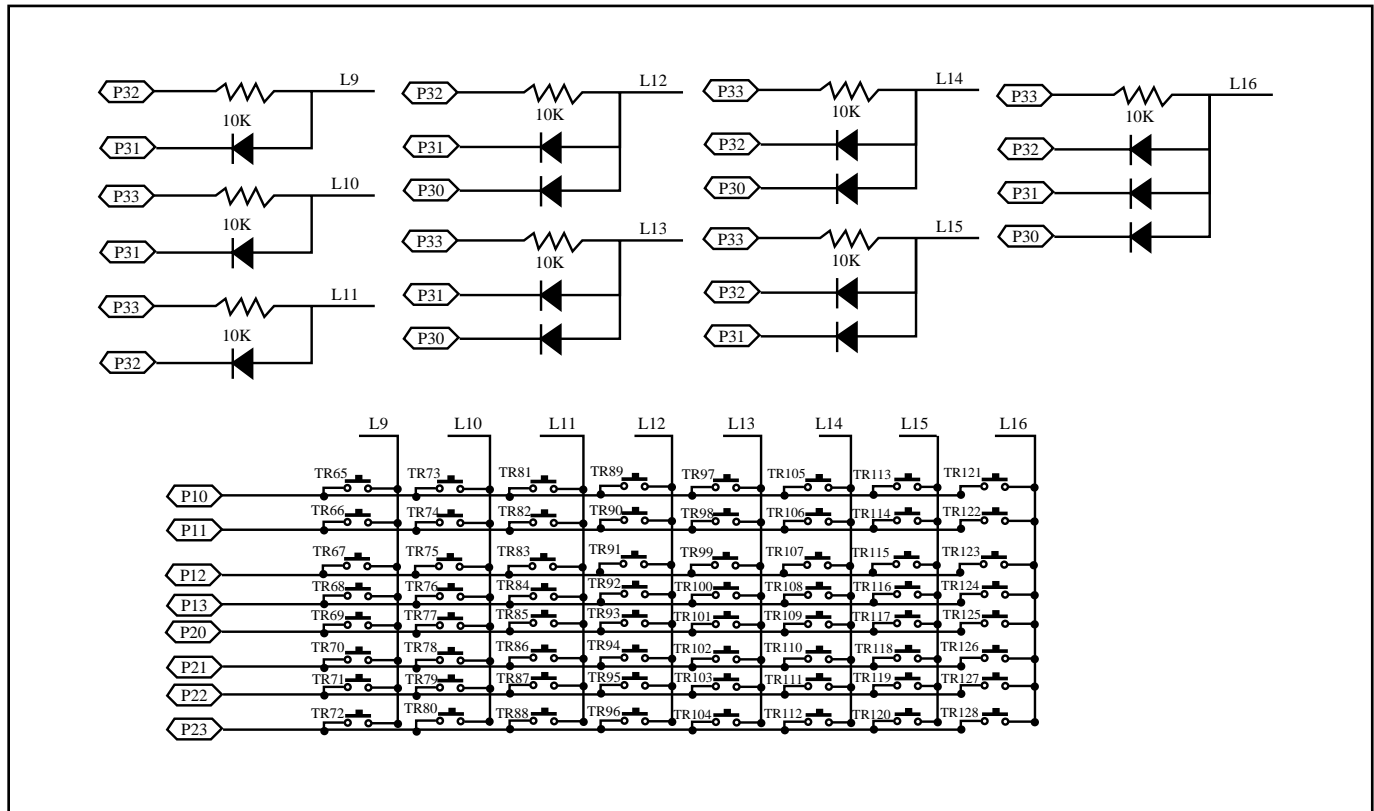 P32 L9
10K
P31
P33 L10
10K
P31
P33 L11
10K
P32
P32 L12
10K
P31
P30
P33 L13
10K
P31
P30
P33 L14
10K
P32
P30
P33 L15
10K
P32
P31
P33 L16
10K
P32
P31
P30
L9 L10 L11 L12 L13 L14 L15 L16
TR65 TR73 TR81 TR89 TR97 TR105 TR113 TR121
P10
TR66 TR74 TR82 TR90 TR98 TR106 TR114 TR122
P11
TR67 TR75 TR83 TR91 TR99 TR107 TR115 TR123
P12
TR68 TR76 TR84 TR92 TR100 TR108 TR116 TR124
P13
TR69 TR77 TR85 TR93 TR101 TR109 TR117 TR125
P20
TR70 TR78 TR86 TR94 TR102 TR110 TR118 TR126
P21
TR71 TR79 TR87 TR95 TR103 TR111 TR119 TR127
P22
TR72 TR80 TR88 TR96 TR104 TR112 TR120 TR128
P23